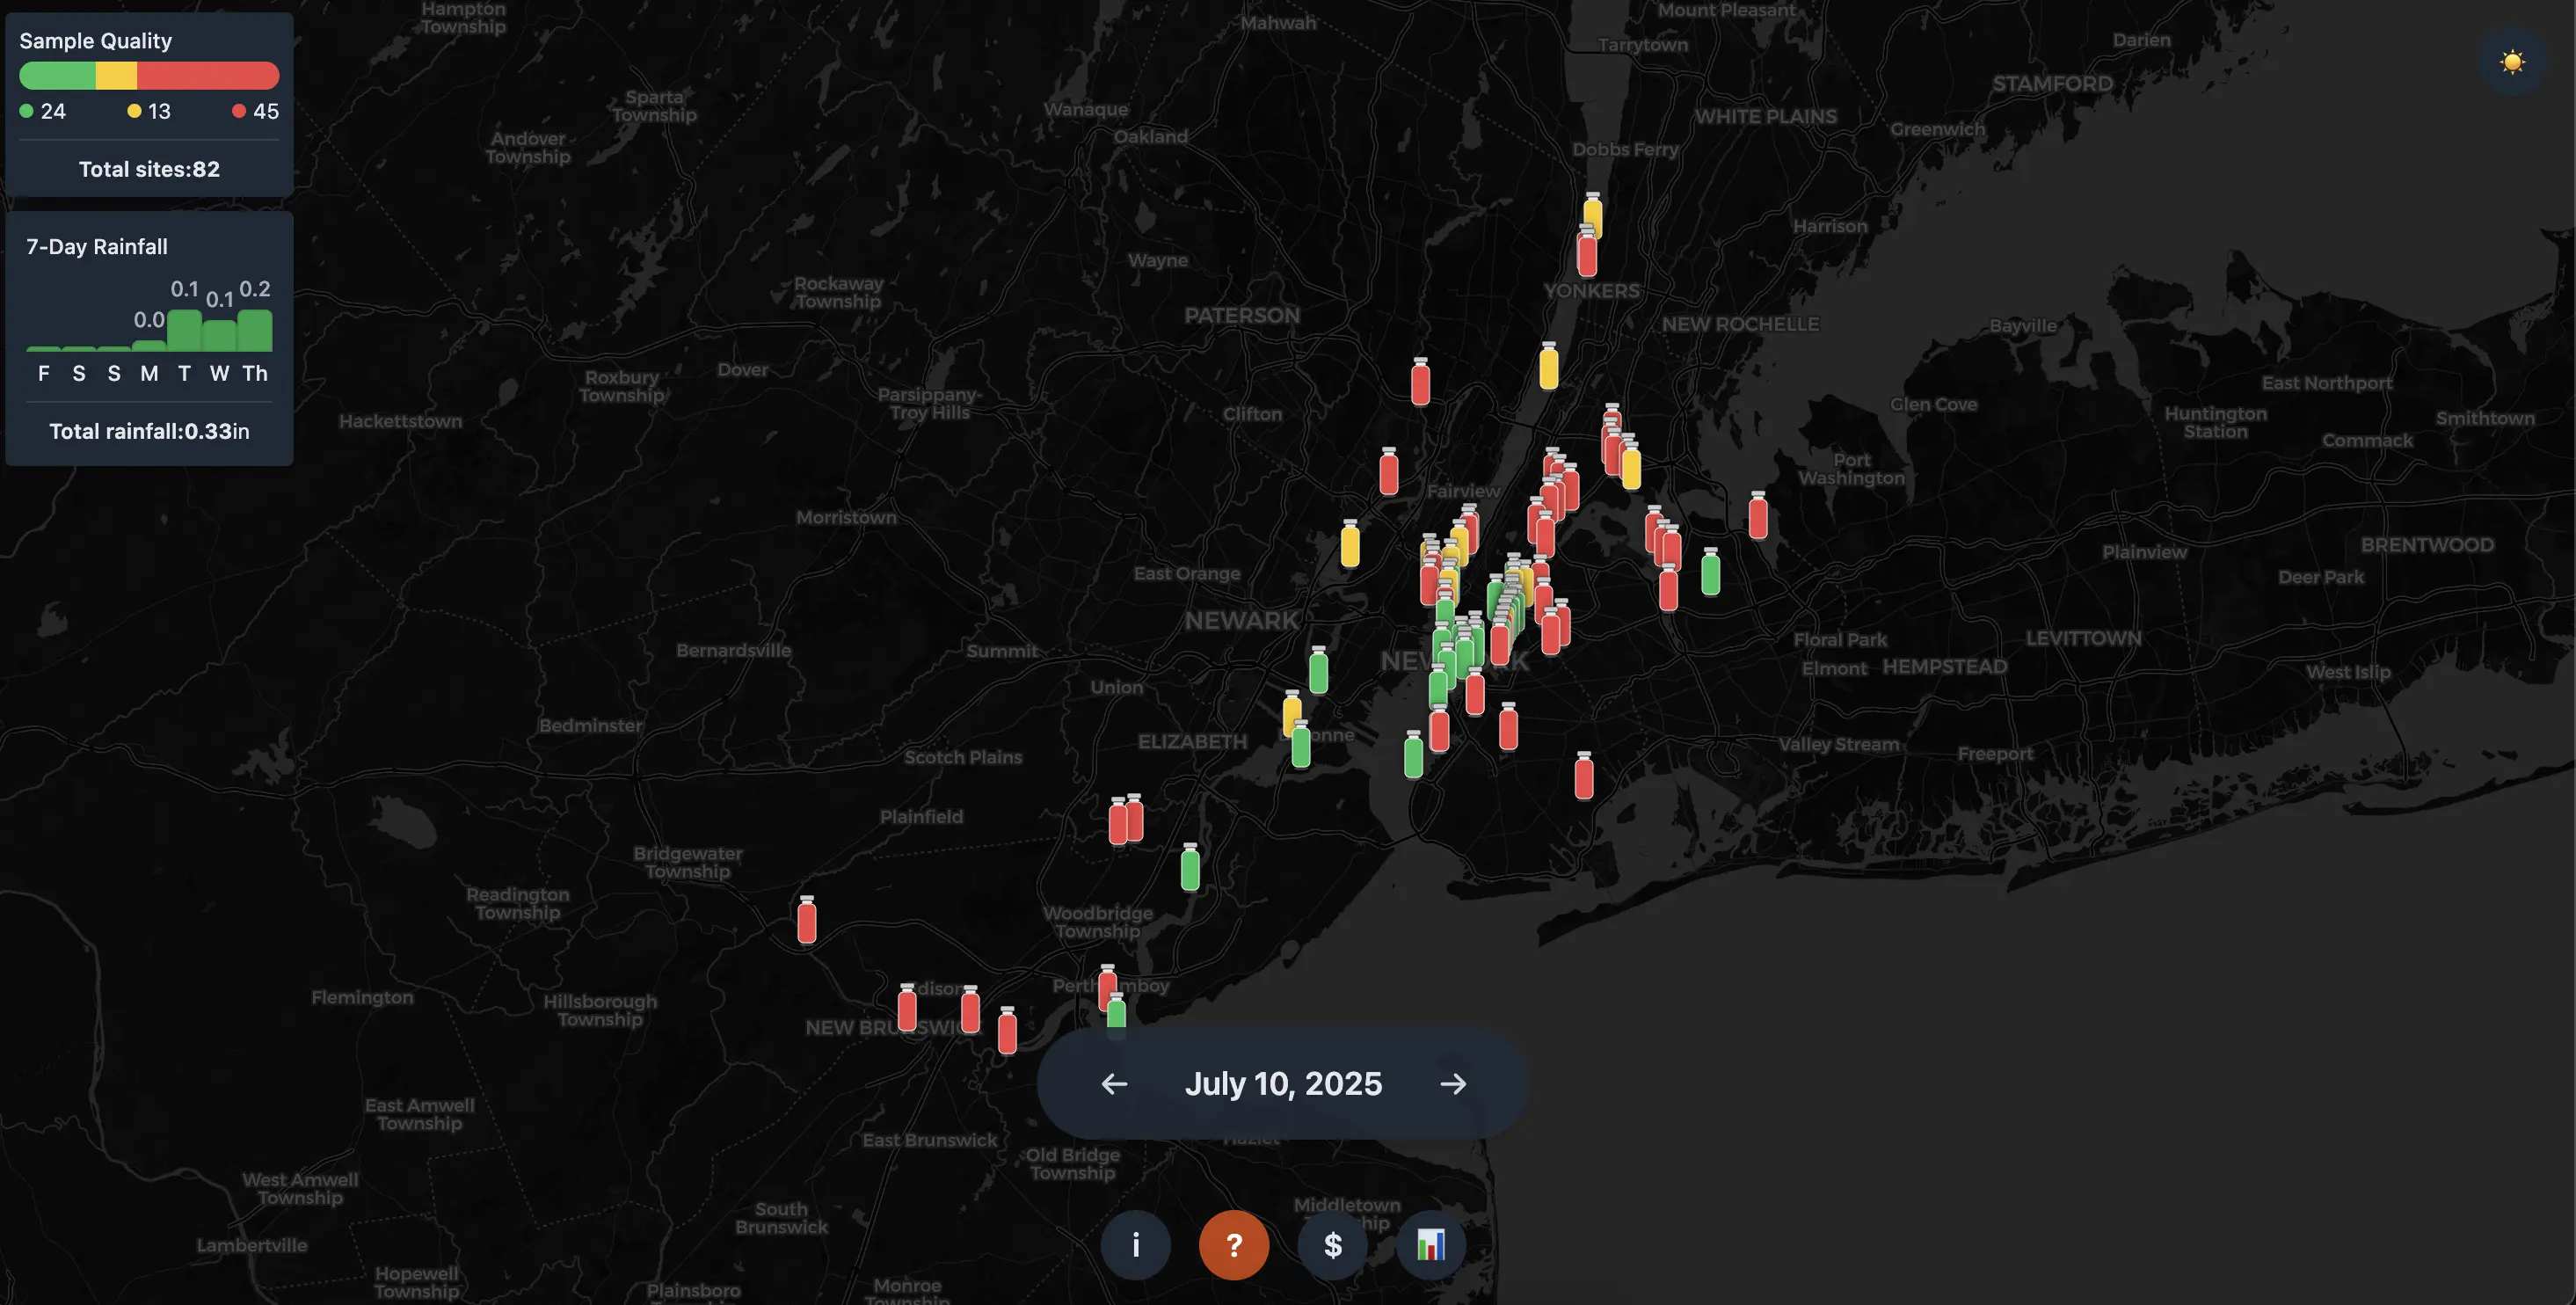 Sample Quality
24
13
45
Total sites:82
7-Day Rainfall
0.0
0.1
0.1
0.2
F S S M T W Th
Total rainfall:0.33in
Hampton
Township
Mahwah
Mount Pleasant
Tarrytown
Darien
STAMFORD
Sparta
Township
Wanaque
WHITE PLAINS
Greenwich
Andover
Township
Oakland
Dobbs Ferry
Harrison
Wayne
Rockaway
Township
YONKERS
PATERSON
NEW ROCHELLE
Bayville
Dover
Roxbury
Township
Parsippany-
Troy Hills
East Northport
Hackettstown
Clifton
Glen Cove
Huntington
Station
Smithtown
Commack
Port
Washington
Fairview
Morristown
Plainview
BRENTWOOD
East Orange
Deer Park
NEWARK
Floral Park
LEVITTOWN
Bernardsville
Summit
NEW K
Elmont
HEMPSTEAD
West Islip
Union
Bedminster
ELIZABETH
onne
Valley Stream
Freeport
Scotch Plains
Plainfield
Bridgewater
Township
Readington
Township
Woodbridge
Township
Flemington
Hillsborough
Township
dison
Perth mboy
NEW BRUNSWIC
July 10, 2025
East Amwell
Township
East Brunswick
Hazlet
Old Bridge
Township
West Amwell
Township
South
Brunswick
Middletown
ship
Lambertville
i
?
$
Hopewell
Township
Plainsboro
Monroe
Township